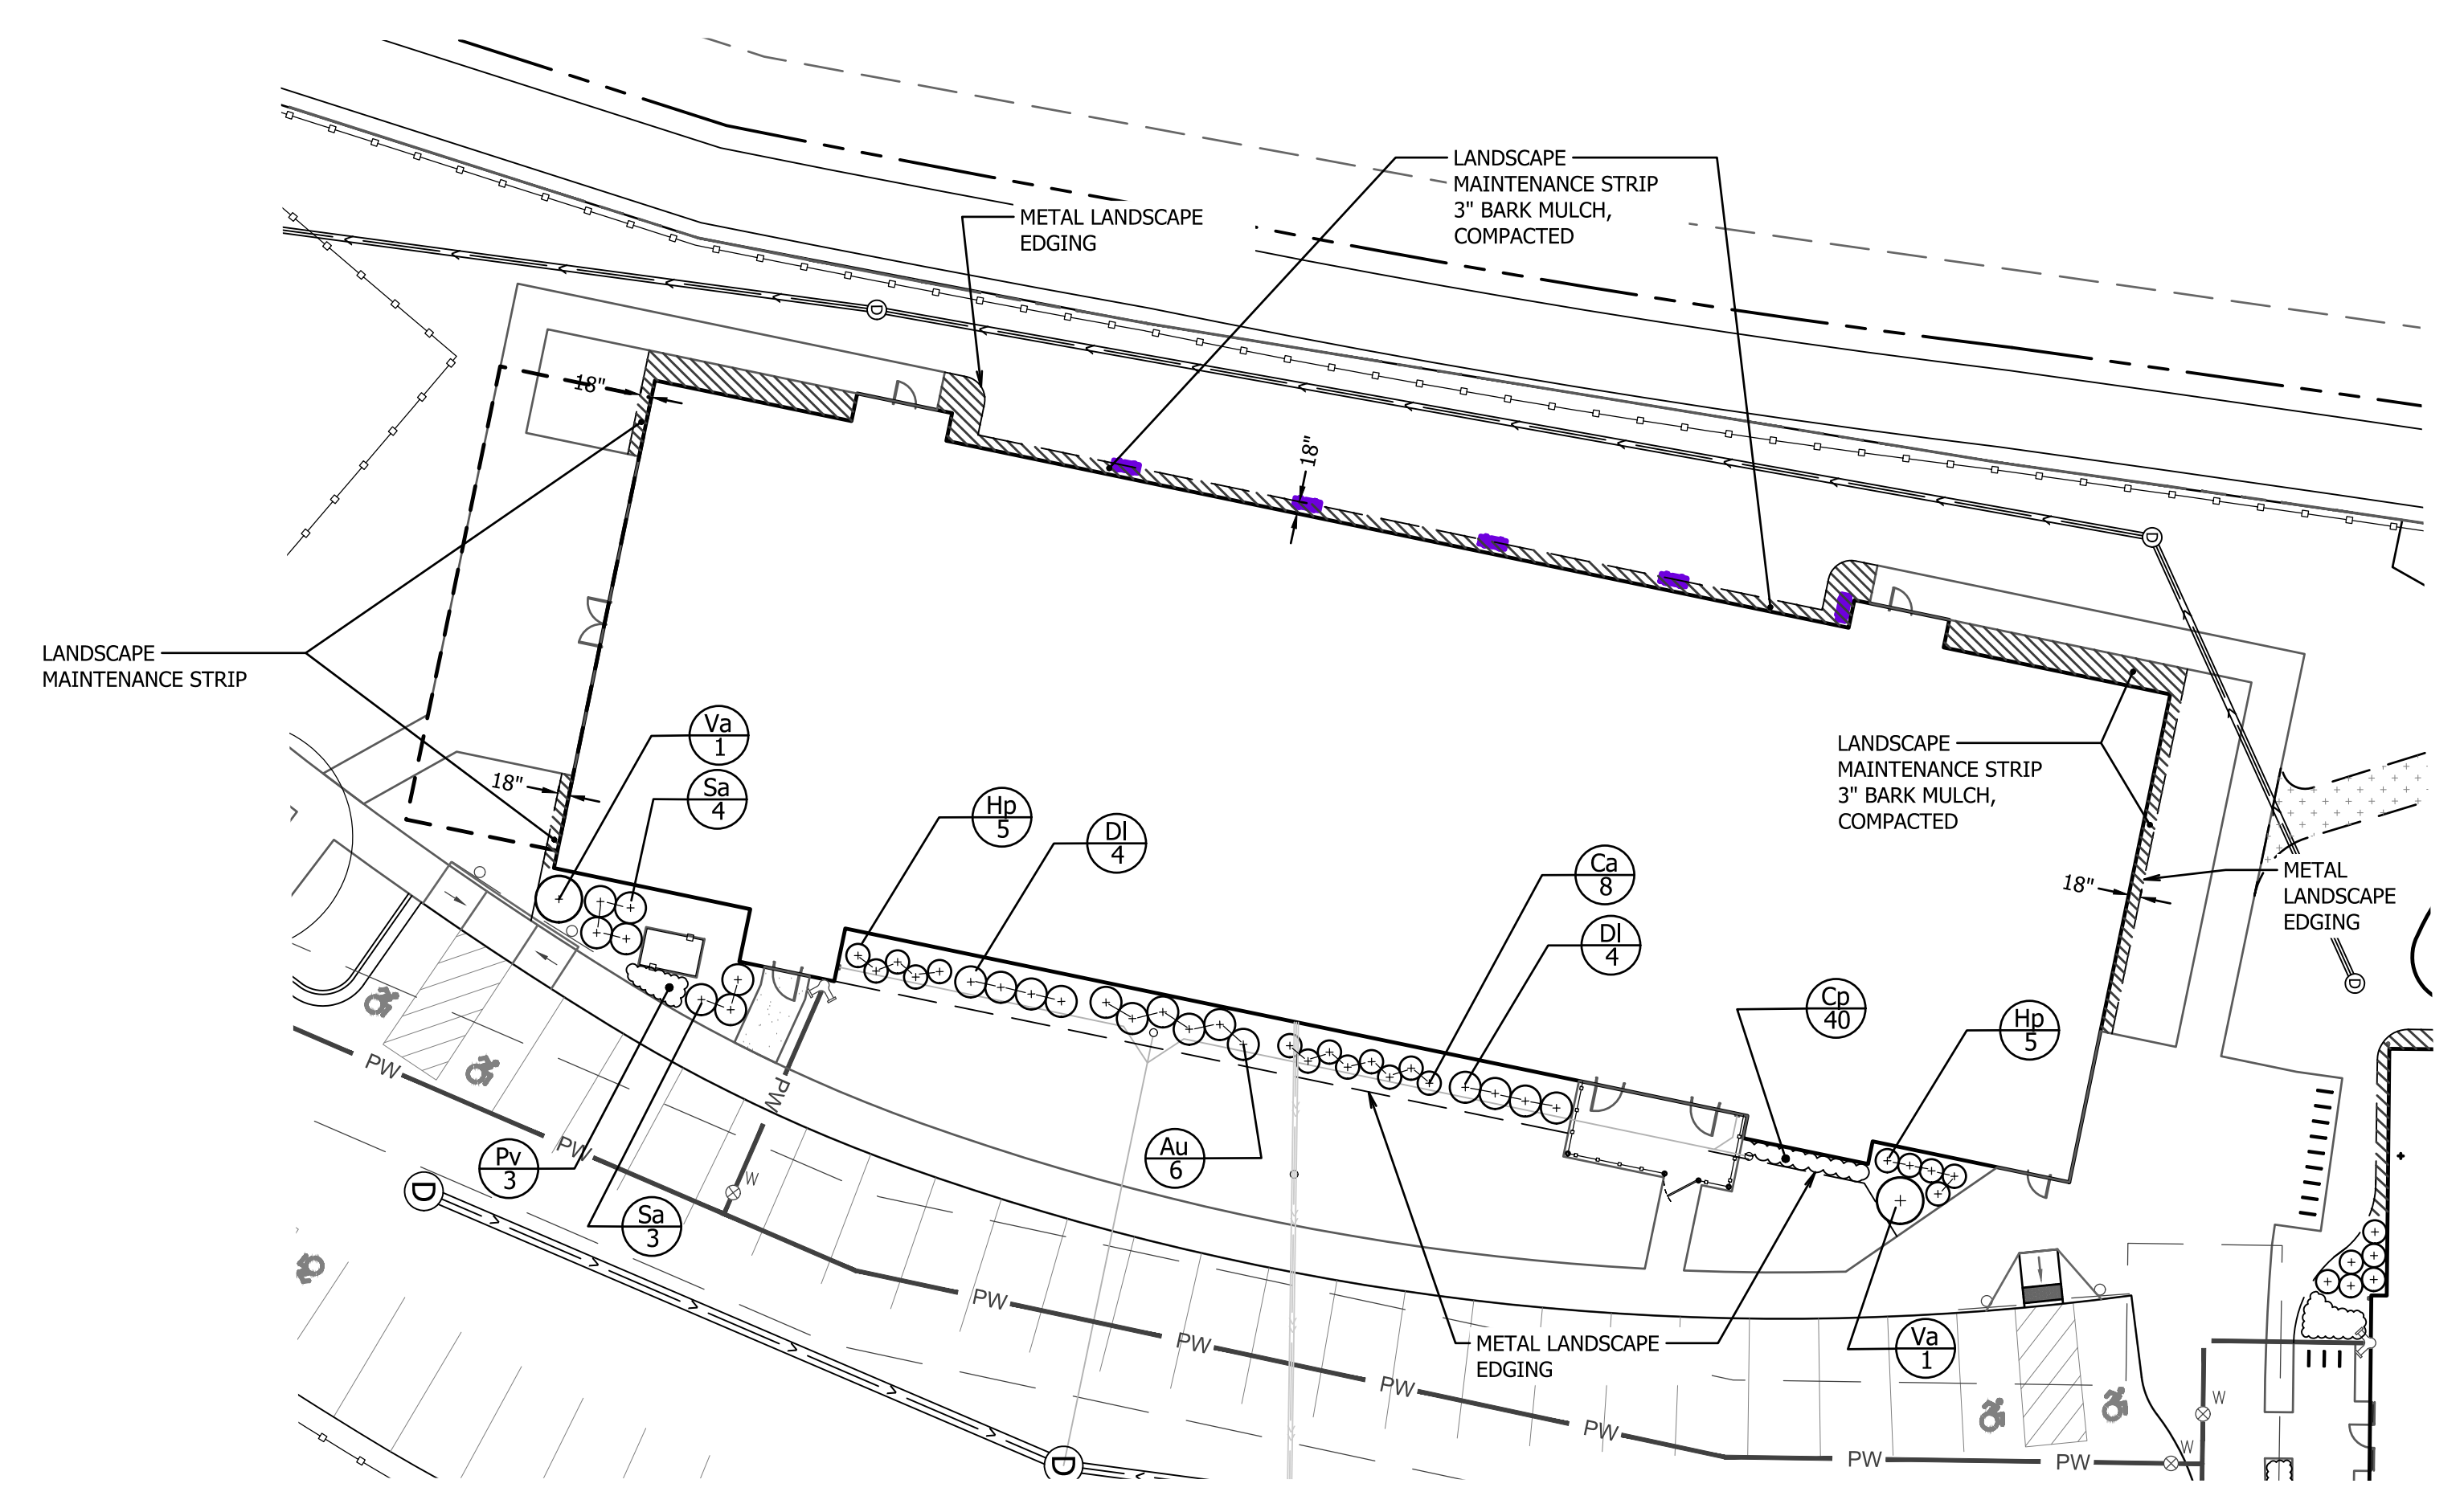 LANDSCAPE
MAINTENANCE STRIP
3" BARK MULCH,
COMPACTED
METAL LANDSCAPE
EDGING
D
18"
18"
D
LANDSCAPE
MAINTENANCE STRIP
Va
1
Sa
4
18"
Hp
5
Dl
4
LANDSCAPE
MAINTENANCE STRIP
3" BARK MULCH,
COMPACTED
Ca
8
Dl
4
METAL
LANDSCAPE
EDGING
18"
D
Cp
40
Hp
5
PW
PW
PW
Pv
3
Au
6
D
W
Sa
3
PW
PW
METAL LANDSCAPE
EDGING
Va
1
PW
PW
PW
PW
W
W
D